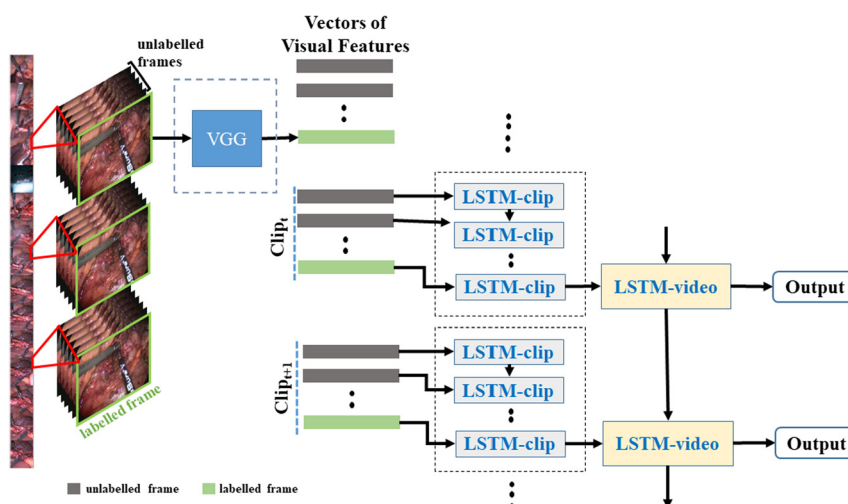 unlabelled
frames
Vectors of
Visual Features
VGG
Clip_t
LSTM-clip
LSTM-clip
LSTM-clip
LSTM-video
Output
Clip_t+1
LSTM-clip
LSTM-clip
LSTM-clip
LSTM-video
Output
labelled frame
unlabelled frame
labelled frame